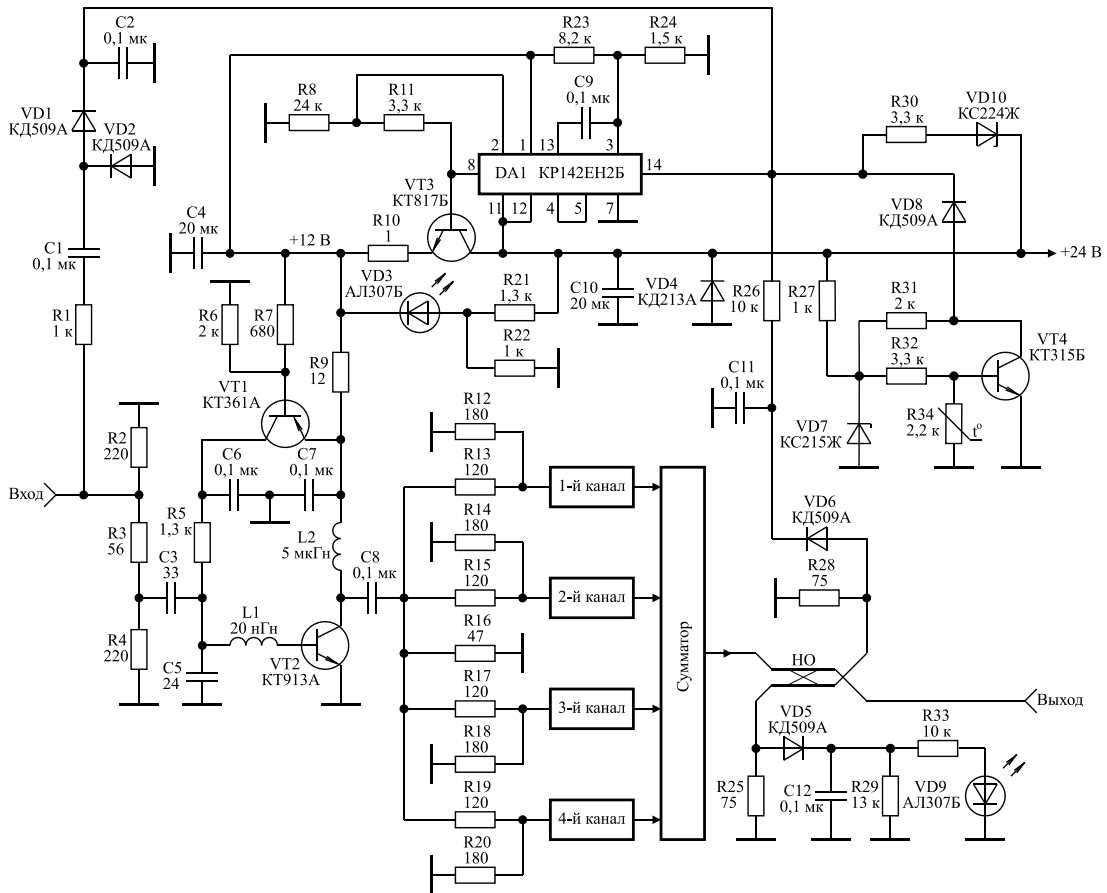 C2
0,1 мк
R23
8,2 к
R24
1,5 к
R8
24 к
R11
3,3 к
C9
0,1 мк
R30
3,3 к
VD10
КС224Ж
VD1
КД509А
VD2
КД509А
2
1
13
3
8
DA1 КР142ЕН2Б
14
11
12
4
5
7
VT3
КТ817Б
VD8
КД509А
C4
20 мк
+12 В
R10
1
+24 В
C1
0,1 мк
VD3
АЛ307Б
R21
1,3 к
C10
20 мк
VD4
КД213А
R26
10 к
R27
1 к
R31
2 к
R1
1 к
R6
2 к
R7
680
R22
1 к
R32
3,3 к
VT4
КТ315Б
R9
12
VT1
КТ361А
C11
0,1 мк
R12
180
VD7
КС215Ж
R34
2,2 к
t°
R2
220
C6
0,1 мк
C7
0,1 мк
R13
120
Вход
1-й канал
R3
56
R5
1,3 к
L2
5 мкГн
R14
180
VD6
КД509А
C3
33
C8
0,1 мк
R15
120
R28
75
2-й канал
R4
220
L1
20 нГн
R16
47
Сумматор
C5
24
VT2
КТ913А
НО
R17
120
3-й канал
Выход
R18
180
VD5
КД509А
R33
10 к
R19
120
R25
75
C12
0,1 мк
R29
13 к
VD9
АЛ307Б
4-й канал
R20
180